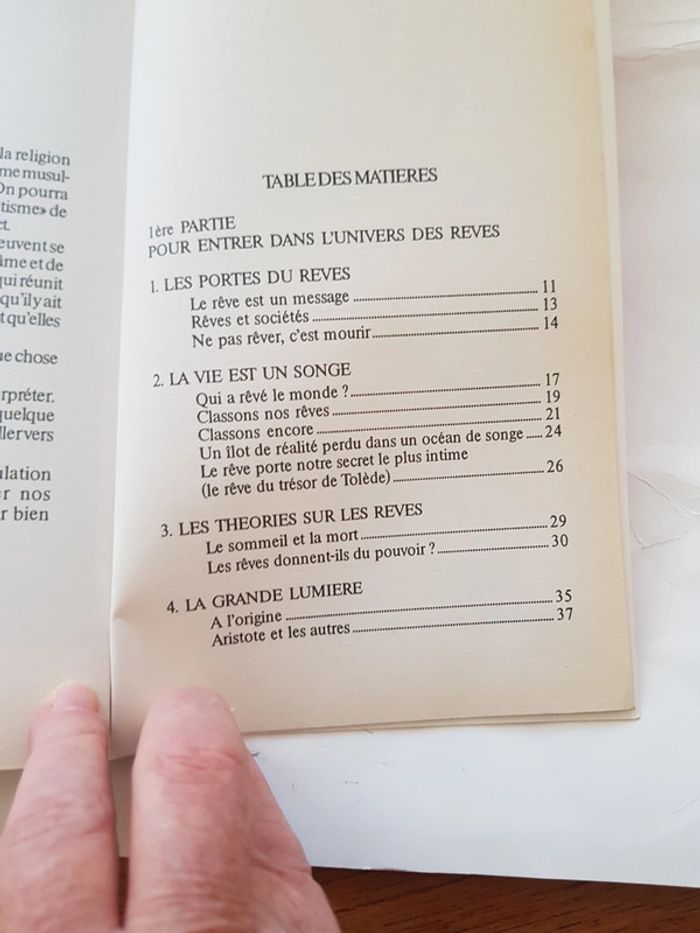 la religion
me musul-
On pourra
tisme» de
ct.
euvent se
âme et de
qui réunit
qu'il y ait
t qu'elles
ue chose
rpréter.
quelque
ller vers
ulation
r nos
r bien
TABLE DES MATIERES
1ère PARTIE
POUR ENTRER DANS L'UNIVERS DES REVES
1. LES PORTES DU REVES
Le rêve est un message 11
Rêves et sociétés 13
Ne pas rêver, c'est mourir 14
2. LA VIE EST UN SONGE
Qui a rêvé le monde ? 17
Classons nos rêves 19
Classons encore 21
Un îlot de réalité perdu dans un océan de songe 24
Le rêve porte notre secret le plus intime
(le rêve du trésor de Tolède) 26
3. LES THEORIES SUR LES REVES
Le sommeil et la mort 29
Les rêves donnent-ils du pouvoir ? 30
4. LA GRANDE LUMIERE
A l'origine 35
Aristote et les autres 37